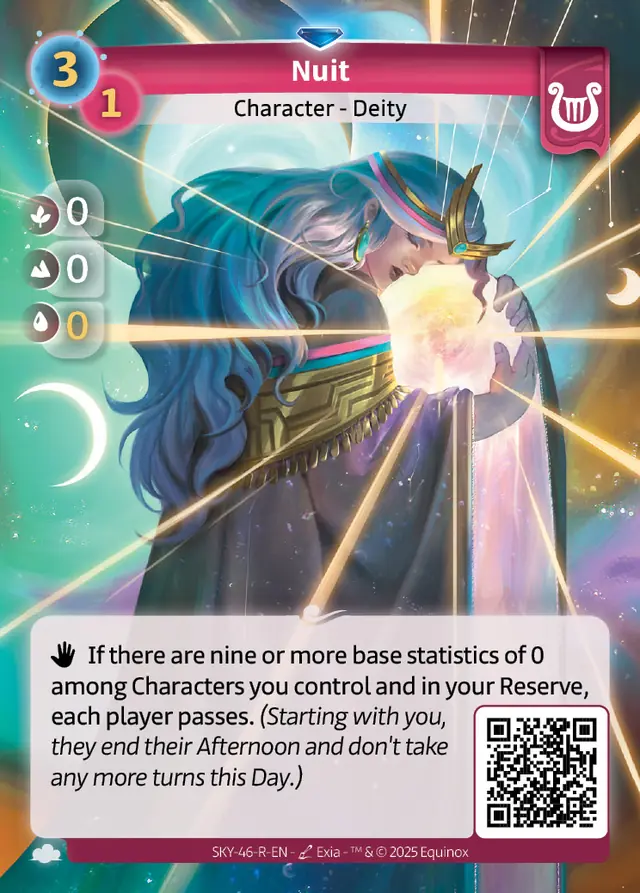 3
1
Nuit
Character - Deity
0
0
0
If there are nine or more base statistics of 0
among Characters you control and in your Reserve,
each player passes. (Starting with you,
they end their Afternoon and don't take
any more turns this Day.)
SKY-46-R-EN - Exia - ™ & © 2025 Equinox